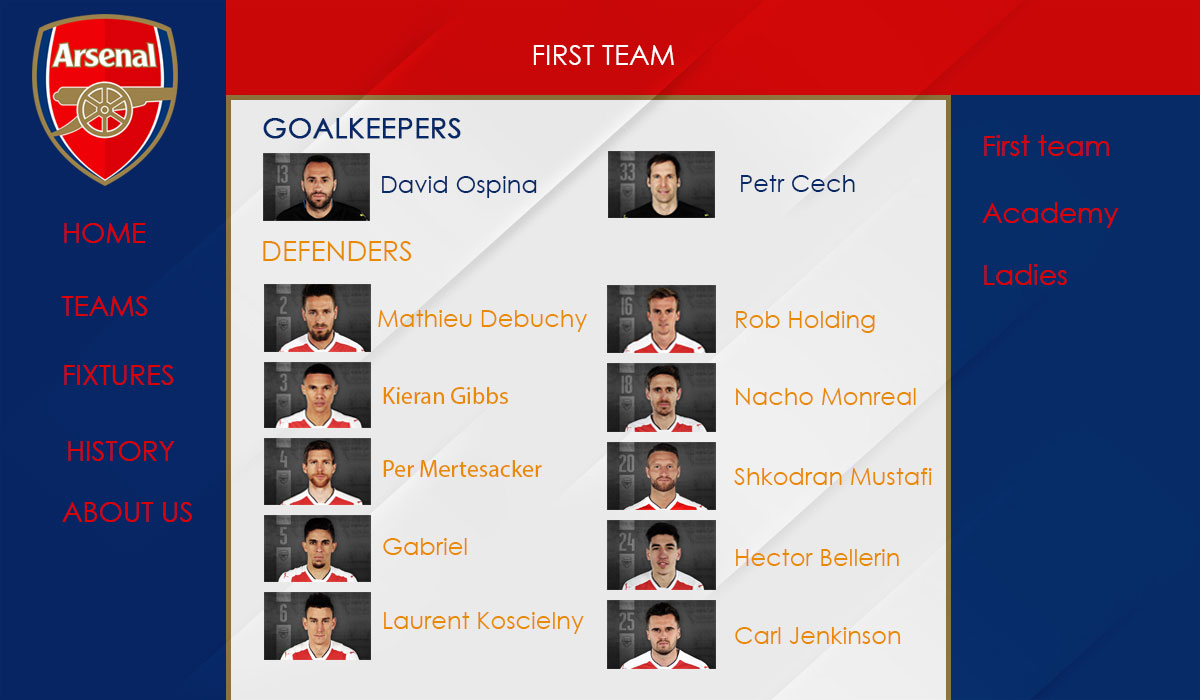 Arsenal
FIRST TEAM
HOME
TEAMS
FIXTURES
HISTORY
ABOUT US
GOALKEEPERS
13
David Ospina
33
Petr Cech
DEFENDERS
2
Mathieu Debuchy
16
Rob Holding
3
Kieran Gibbs
18
Nacho Monreal
4
Per Mertesacker
20
Shkodran Mustafi
5
Gabriel
24
Hector Bellerin
6
Laurent Koscielny
25
Carl Jenkinson
First team
Academy
Ladies